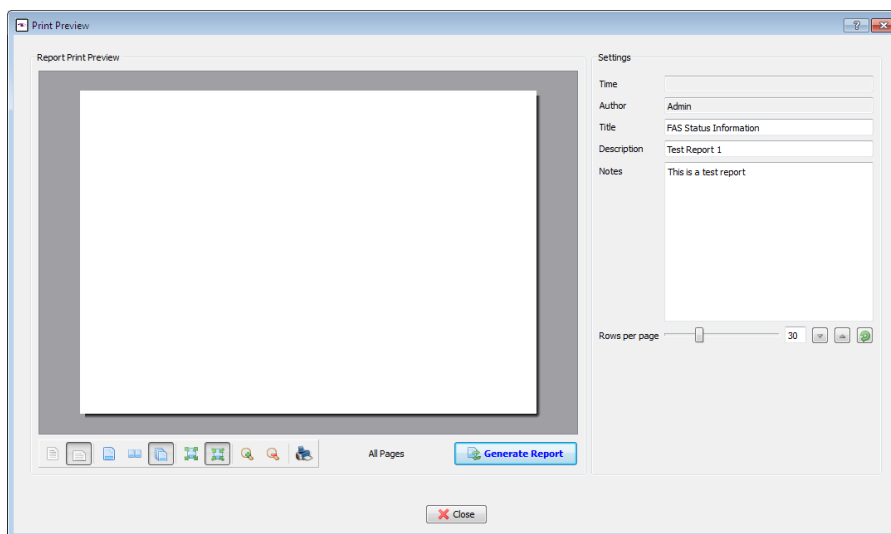 Print Preview
Report Print Preview
Settings
Time
Author Admin
Title FAS Status Information
Description Test Report 1
Notes This is a test report
Rows per page 30
All Pages Generate Report
Close